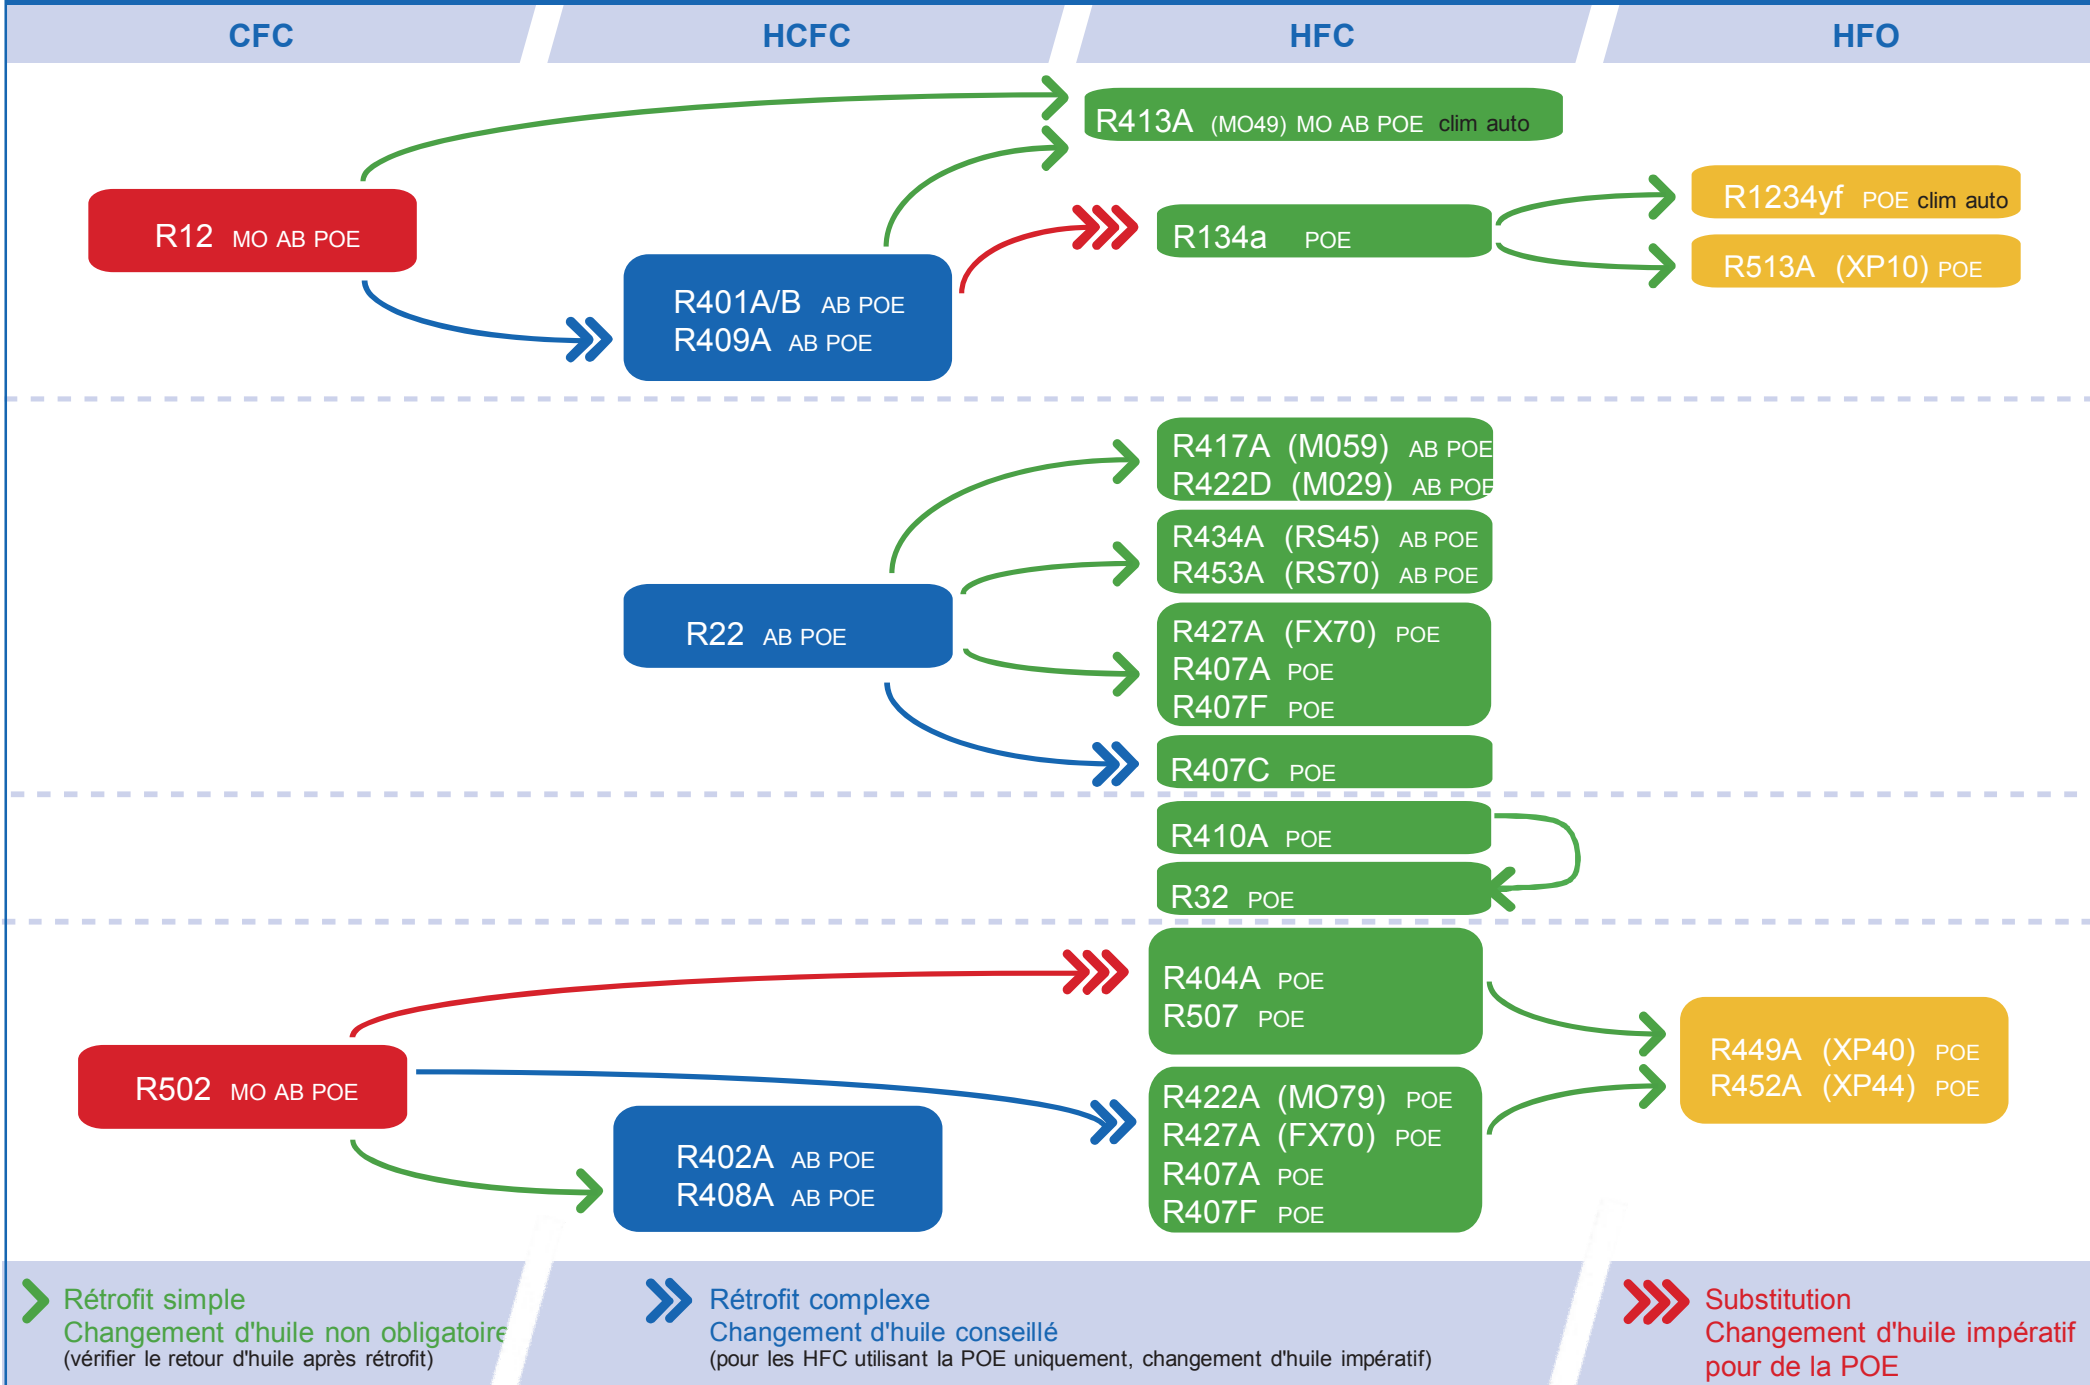 CFC
HCFC
HFC
HFO
R413A (MO49) MO AB POE clim auto
R12 MO AB POE
R401A/B AB POE
R409A AB POE
R134a POE
R1234yf POE clim auto
R513A (XP10) POE
R417A (M059) AB POE
R422D (M029) AB POE
R434A (RS45) AB POE
R453A (RS70) AB POE
R22 AB POE
R427A (FX70) POE
R407A POE
R407F POE
R407C POE
R410A POE
R32 POE
R404A POE
R507 POE
R502 MO AB POE
R449A (XP40) POE
R452A (XP44) POE
R402A AB POE
R408A AB POE
R422A (MO79) POE
R427A (FX70) POE
R407A POE
R407F POE
Rétrofit simple
Changement d'huile non obligatoire
(vérifier le retour d'huile après rétrofit)
Rétrofit complexe
Changement d'huile conseillé
(pour les HFC utilisant la POE uniquement, changement d'huile impératif)
Substitution
Changement d'huile impératif
pour de la POE